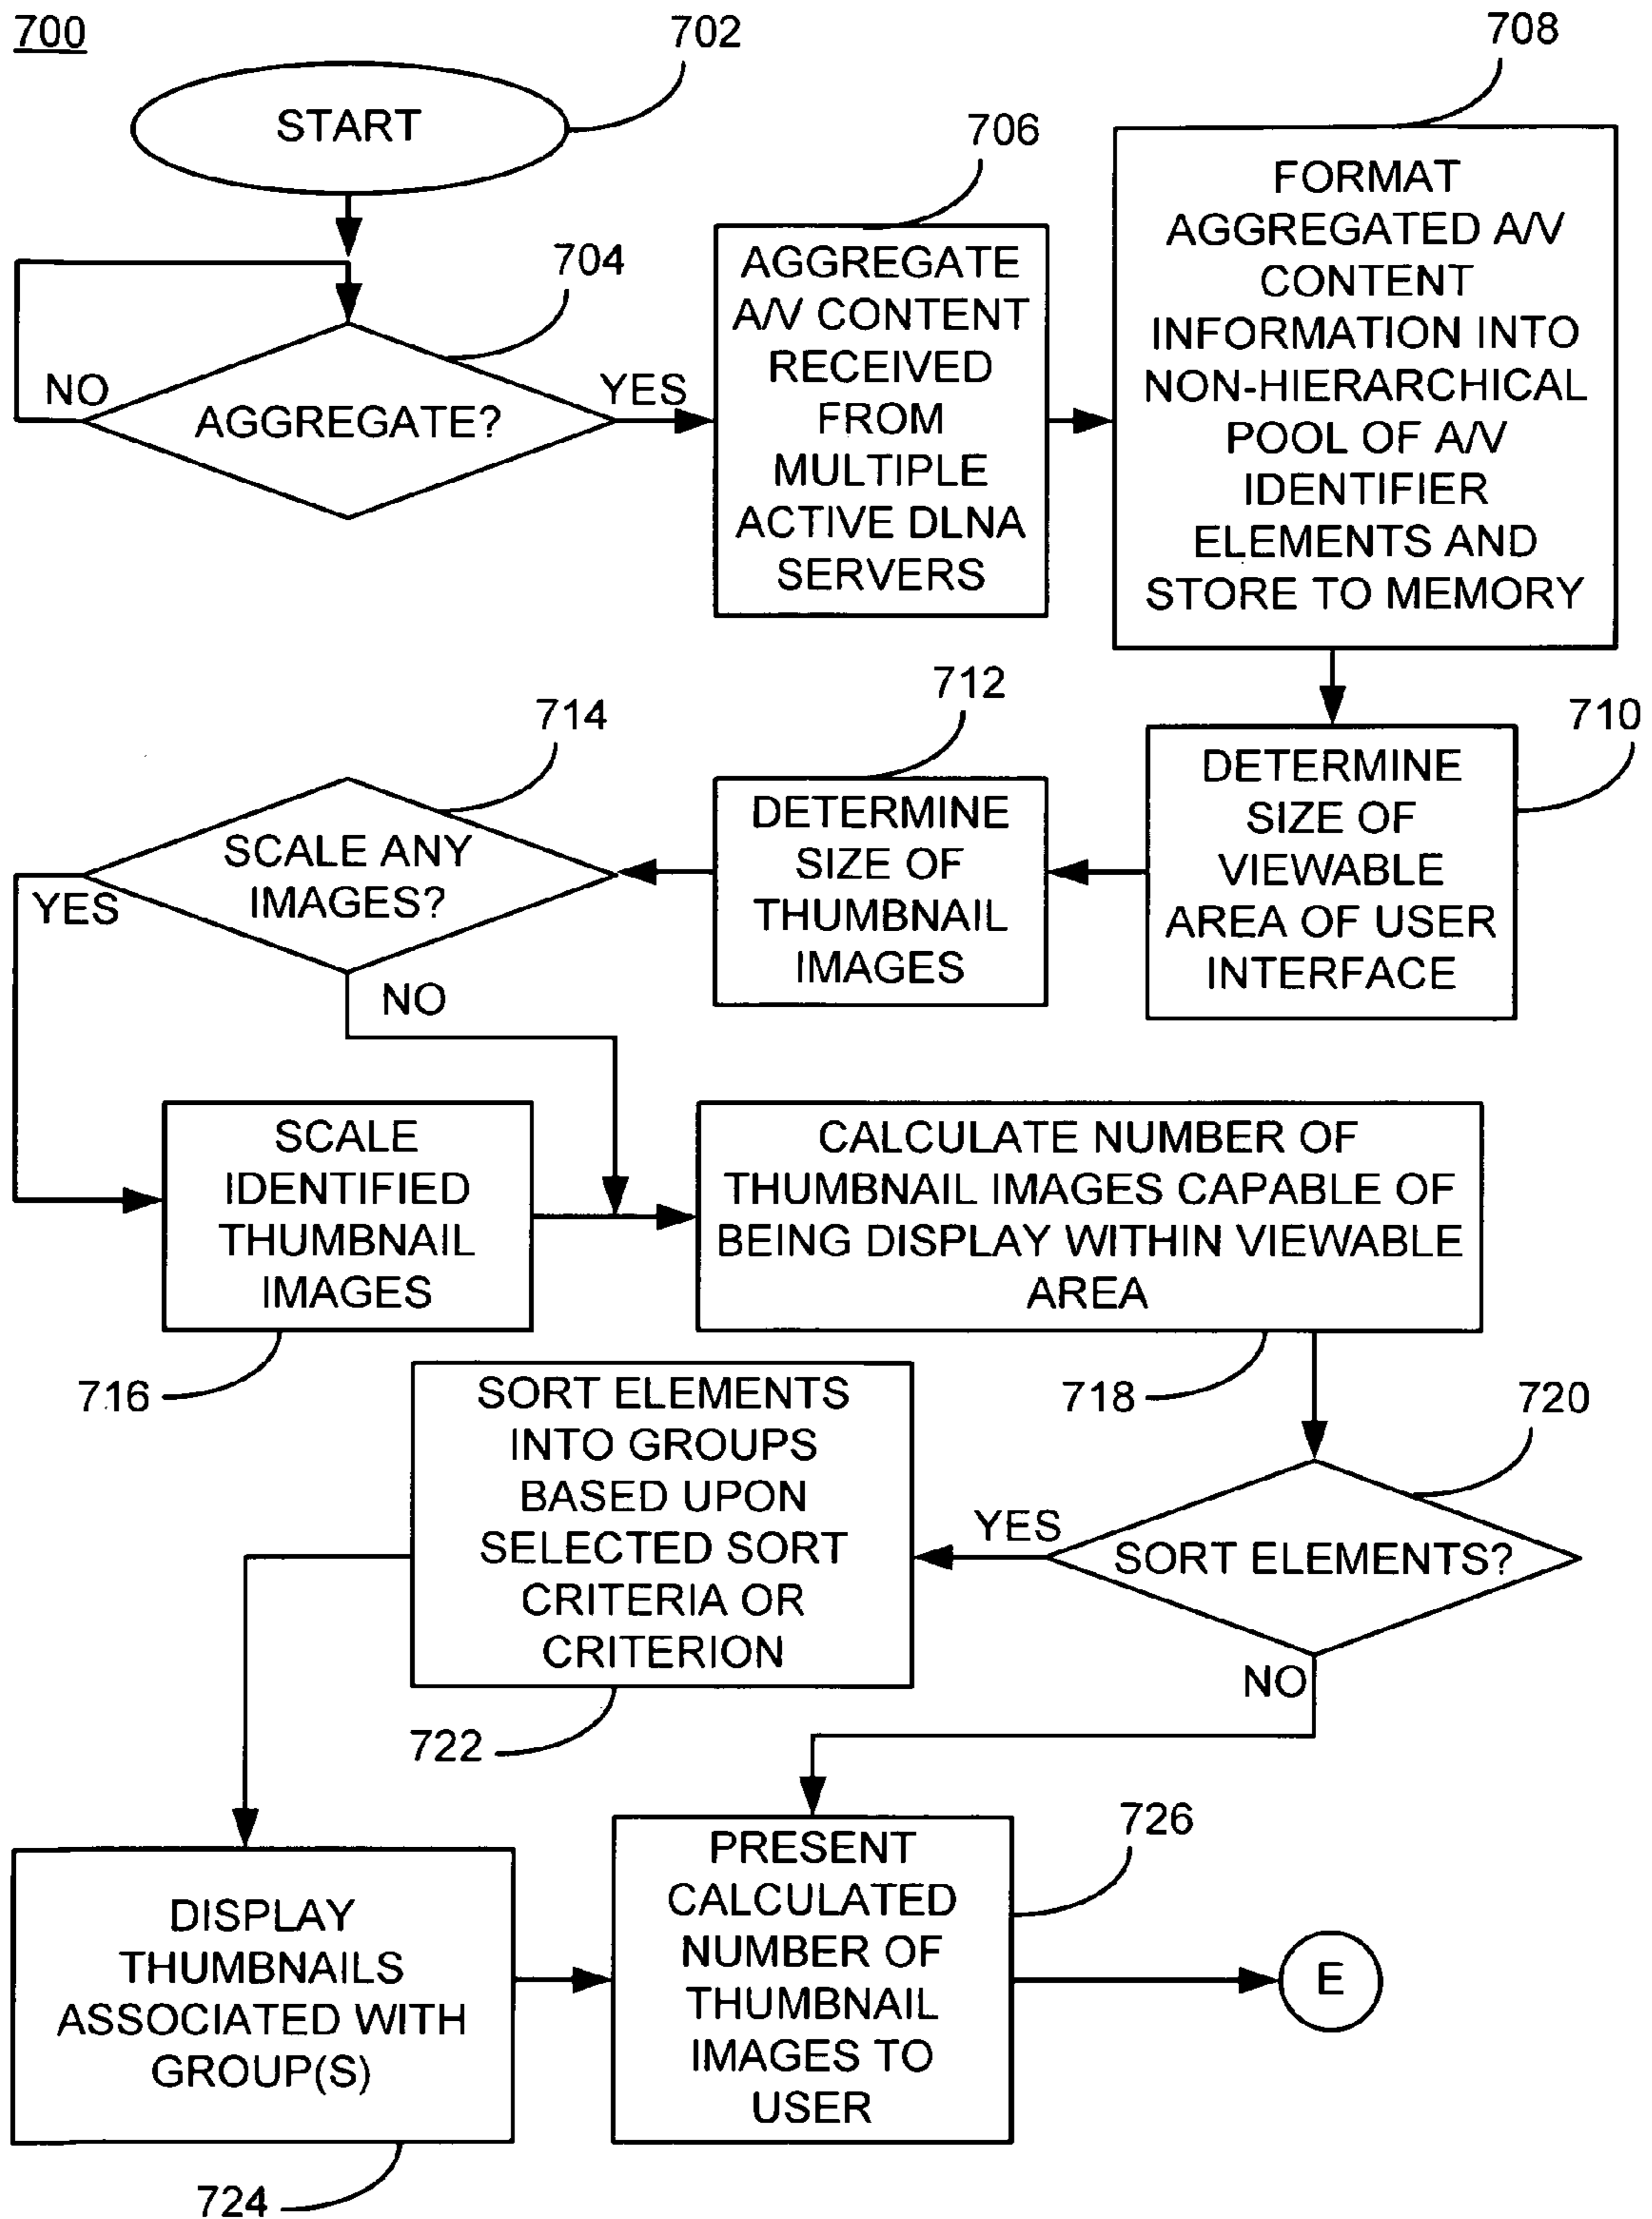 700
702
START
704
AGGREGATE?
NO
YES
706
AGGREGATE
A/V CONTENT
RECEIVED
FROM
MULTIPLE
ACTIVE DLNA
SERVERS
708
FORMAT
AGGREGATED A/V
CONTENT
INFORMATION INTO
NON-HIERARCHICAL
POOL OF A/V
IDENTIFIER
ELEMENTS AND
STORE TO MEMORY
710
DETERMINE
SIZE OF
VIEWABLE
AREA OF USER
INTERFACE
712
DETERMINE
SIZE OF
THUMBNAIL
IMAGES
714
SCALE ANY
IMAGES?
YES
NO
SCALE
IDENTIFIED
THUMBNAIL
IMAGES
716
CALCULATE NUMBER OF
THUMBNAIL IMAGES CAPABLE OF
BEING DISPLAY WITHIN VIEWABLE
AREA
718
720
SORT ELEMENTS?
YES
NO
SORT ELEMENTS
INTO GROUPS
BASED UPON
SELECTED SORT
CRITERIA OR
CRITERION
722
DISPLAY
THUMBNAILS
ASSOCIATED WITH
GROUP(S)
724
PRESENT
CALCULATED
NUMBER OF
THUMBNAIL
IMAGES TO
USER
726
E